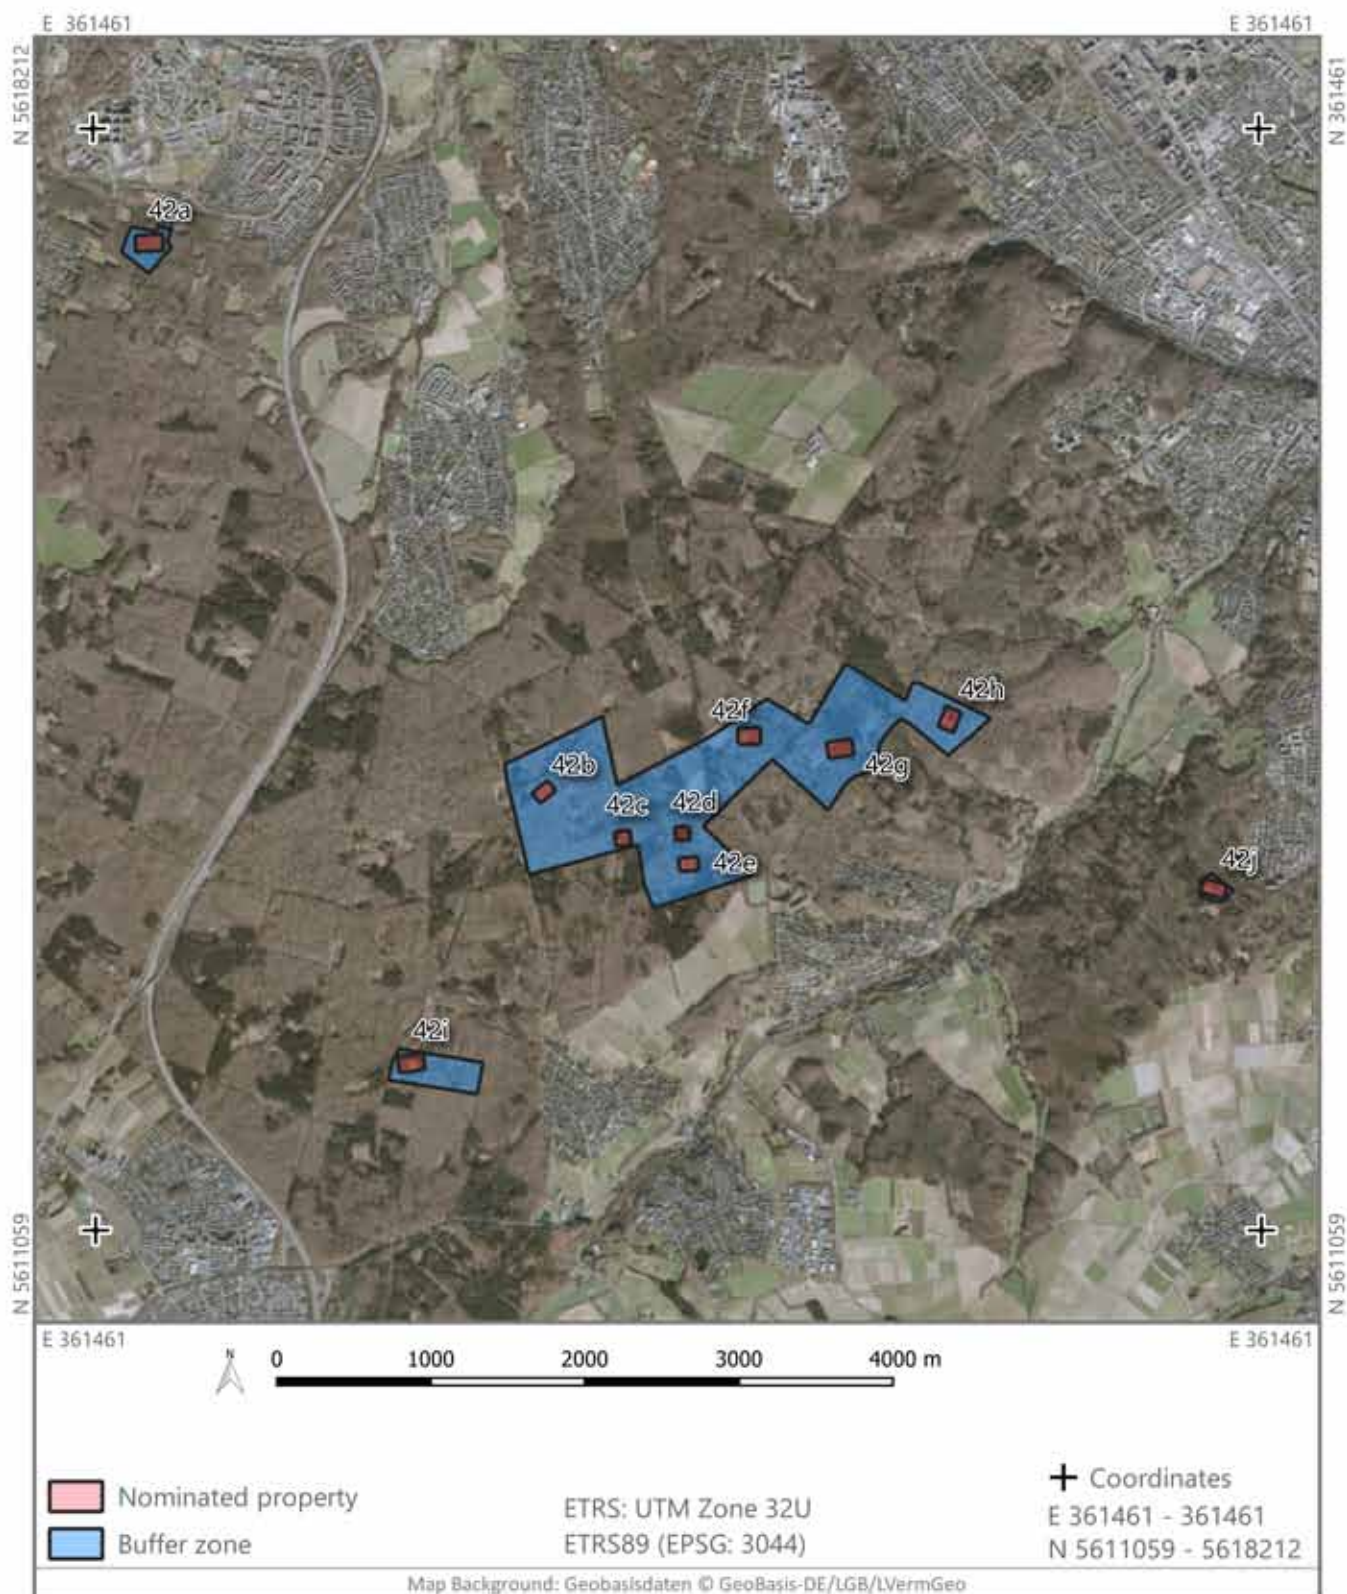 E 361461
E 361461
N 5618212
N 361461
42a
42h
42f
42b
42g
42c
42d
42e
42j
42i
N 5611059
N 5611059
E 361461
E 361461
N
0 1000 2000 3000 4000 m
Nominated property
Buffer zone
ETRS: UTM Zone 32U
ETRS89 (EPSG: 3044)
Coordinates
E 361461 - 361461
N 5611059 - 5618212
Map Background: Geobasisdaten © GeoBasis-DE/LGB/LVermGeo